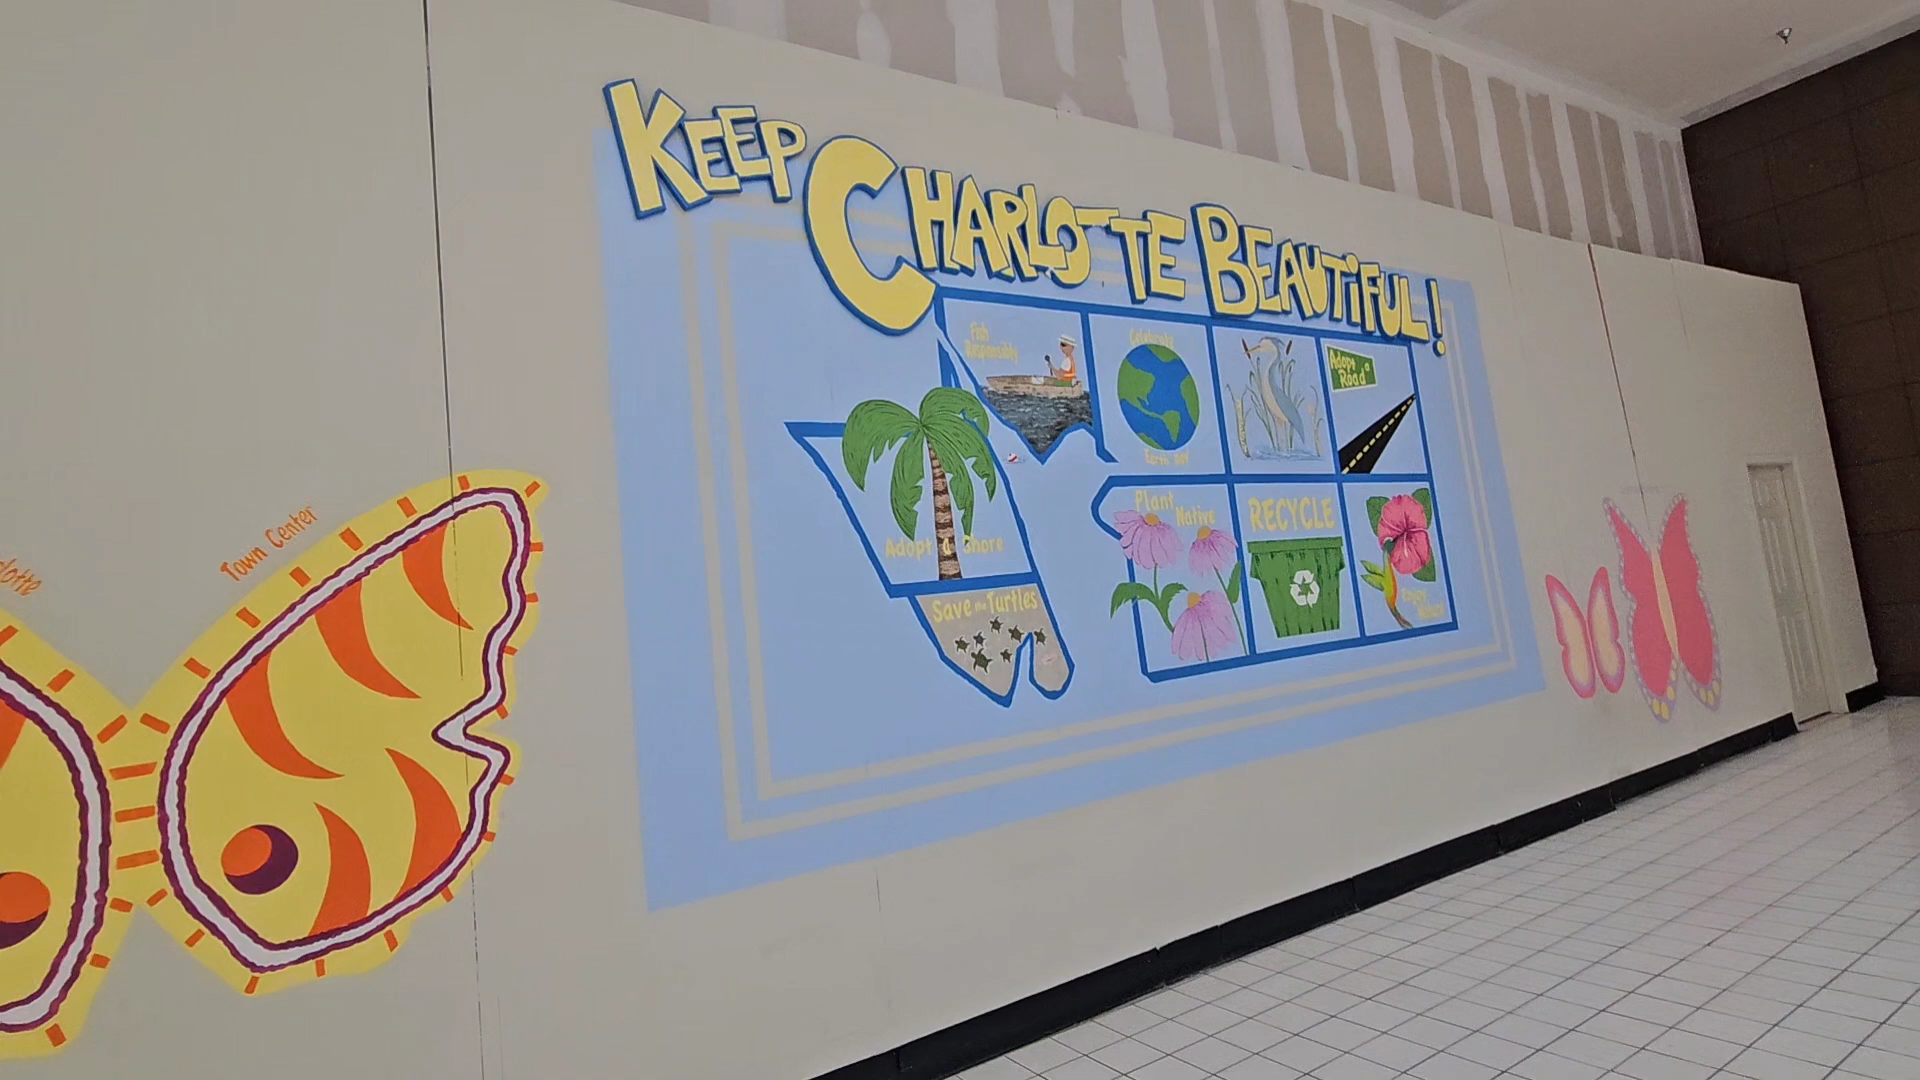 KEEP CHARLOTTE BEAUTiFUL!
Fish
Responsibly
Celebrate
Earth Day
Adopt a
Road
Adopt a Shore
Save the Turtles
Plant
Native
RECYCLE
Enjoy
Town Center